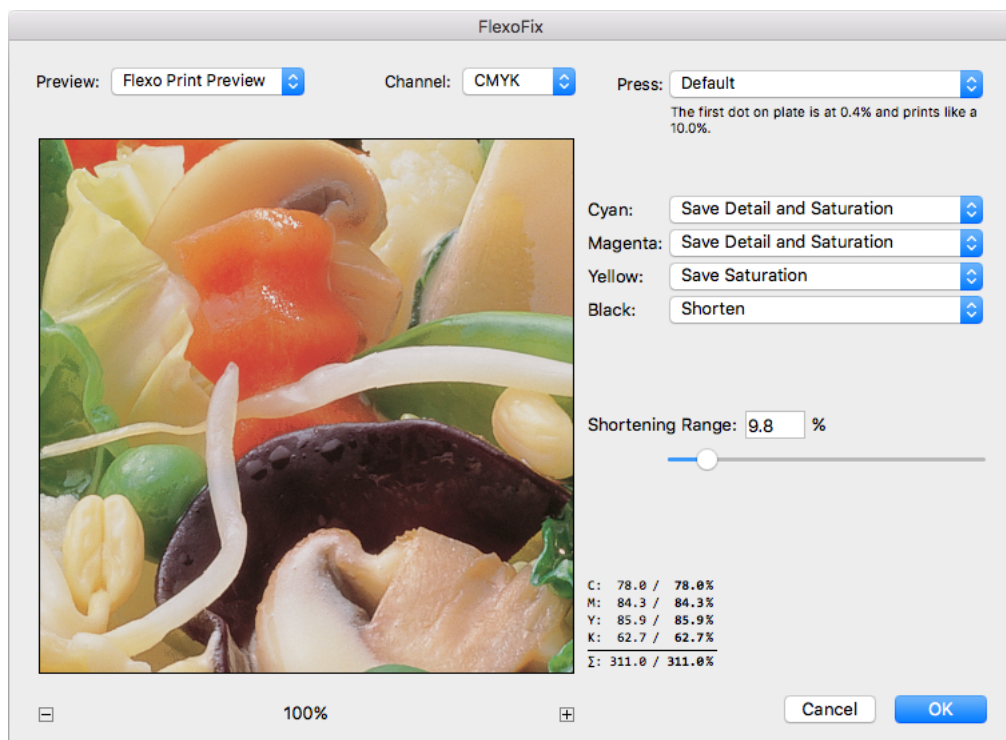 FlexoFix
Preview: Flexo Print Preview
Channel: CMYK
Press: Default
The first dot on plate is at 0.4% and prints like a
10.0%.
Cyan: Save Detail and Saturation
Magenta: Save Detail and Saturation
Yellow: Save Saturation
Black: Shorten
Shortening Range: 9.8 %
C: 78.0 / 78.0%
M: 84.3 / 84.3%
Y: 85.9 / 85.9%
K: 62.7 / 62.7%
Σ: 311.0 / 311.0%
100%
Cancel OK